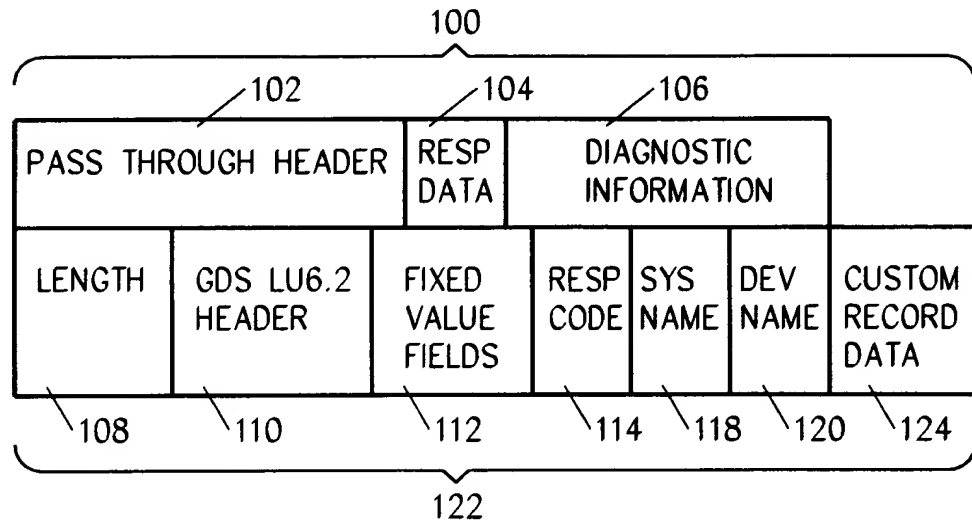 100
102
104
106
PASS THROUGH HEADER
RESP
DATA
DIAGNOSTIC
INFORMATION
LENGTH
GDS LU6.2
HEADER
FIXED
VALUE
FIELDS
RESP
CODE
SYS
NAME
DEV
NAME
CUSTOM
RECORD
DATA
108
110
112
114
118
120
124
122